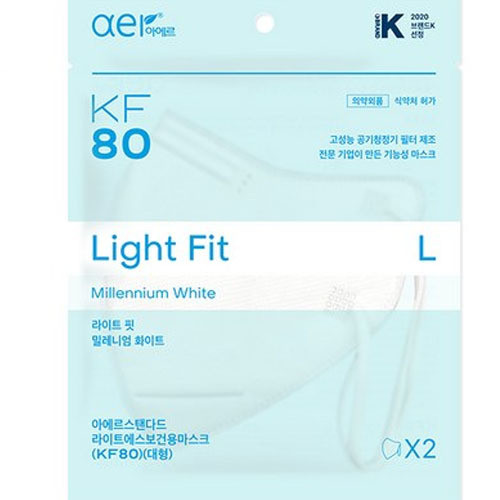 aer 아에르
BRAND K
2020
브랜드K
선정
KF
80
의약외품 식약처 허가
고성능 공기청정기 필터 제조
전문 기업이 만든 기능성 마스크
Light Fit L
Millennium White
라이트 핏
밀레니엄 화이트
아에르스탠다드
라이트에스보건용마스크
(KF80)(대형)
X2